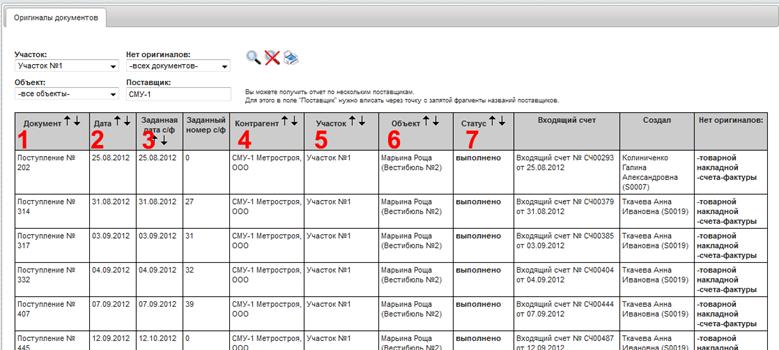 Оригиналы документов
Участок:
Нет оригиналов:
Участок №1
-всех документов-
Объект:
Поставщик:
-все объекты-
СМУ-1
Вы можете получить отчет по нескольким поставщикам.
Для этого в поле "Поставщик" нужно вписать через точку с запятой фрагменты названий поставщиков.
Документ
Дата
Заданная дата с/ф
Заданный номер с/ф
Контрагент
Участок
Объект
Статус
Входящий счет
Создал
Нет оригиналов:
1 2 3 4 5 6 7
Поступление № 25.08.2012 25.08.2012 0 СМУ-1 Метростроя, Участок №1 Марьина Роща выполнено Входящий счет № СЧ00293 Колиниченко -товарной
202 ООО (Вестибюль №2) от 25.08.2012 Галина накладной
Александровна -счета-фактуры
(S0007)
Поступление № 31.08.2012 31.08.2012 27 СМУ-1 Метростроя, Участок №1 Марьина Роща выполнено Входящий счет № СЧ00379 Ткачева Анна -товарной
314 ООО (Вестибюль №2) от 31.08.2012 Ивановна (S0019) накладной
-счета-фактуры
Поступление № 03.09.2012 03.09.2012 31 СМУ-1 Метростроя, Участок №1 Марьина Роща выполнено Входящий счет № СЧ00385 Ткачева Анна -товарной
317 ООО (Вестибюль №2) от 03.09.2012 Ивановна (S0019) накладной
-счета-фактуры
Поступление № 04.09.2012 04.09.2012 32 СМУ-1 Метростроя, Участок №1 Марьина Роща выполнено Входящий счет № СЧ00404 Ткачева Анна -товарной
332 ООО (Вестибюль №2) от 04.09.2012 Ивановна (S0019) накладной
-счета-фактуры
Поступление № 07.09.2012 07.09.2012 39 СМУ-1 Метростроя, Участок №1 Марьина Роща выполнено Входящий счет № СЧ00444 Ткачева Анна -товарной
407 ООО (Вестибюль №2) от 07.09.2012 Ивановна (S0019) накладной
-счета-фактуры
Поступление № 12.09.2012 12.10.2012 0 СМУ-1 Метростроя, Участок №1 Марьина Роща выполнено Входящий счет № СЧ00487 Ткачева Анна -товарной
445 ООО (Вестибюль №2) от 12.09.2012 Ивановна (S0019) накладной